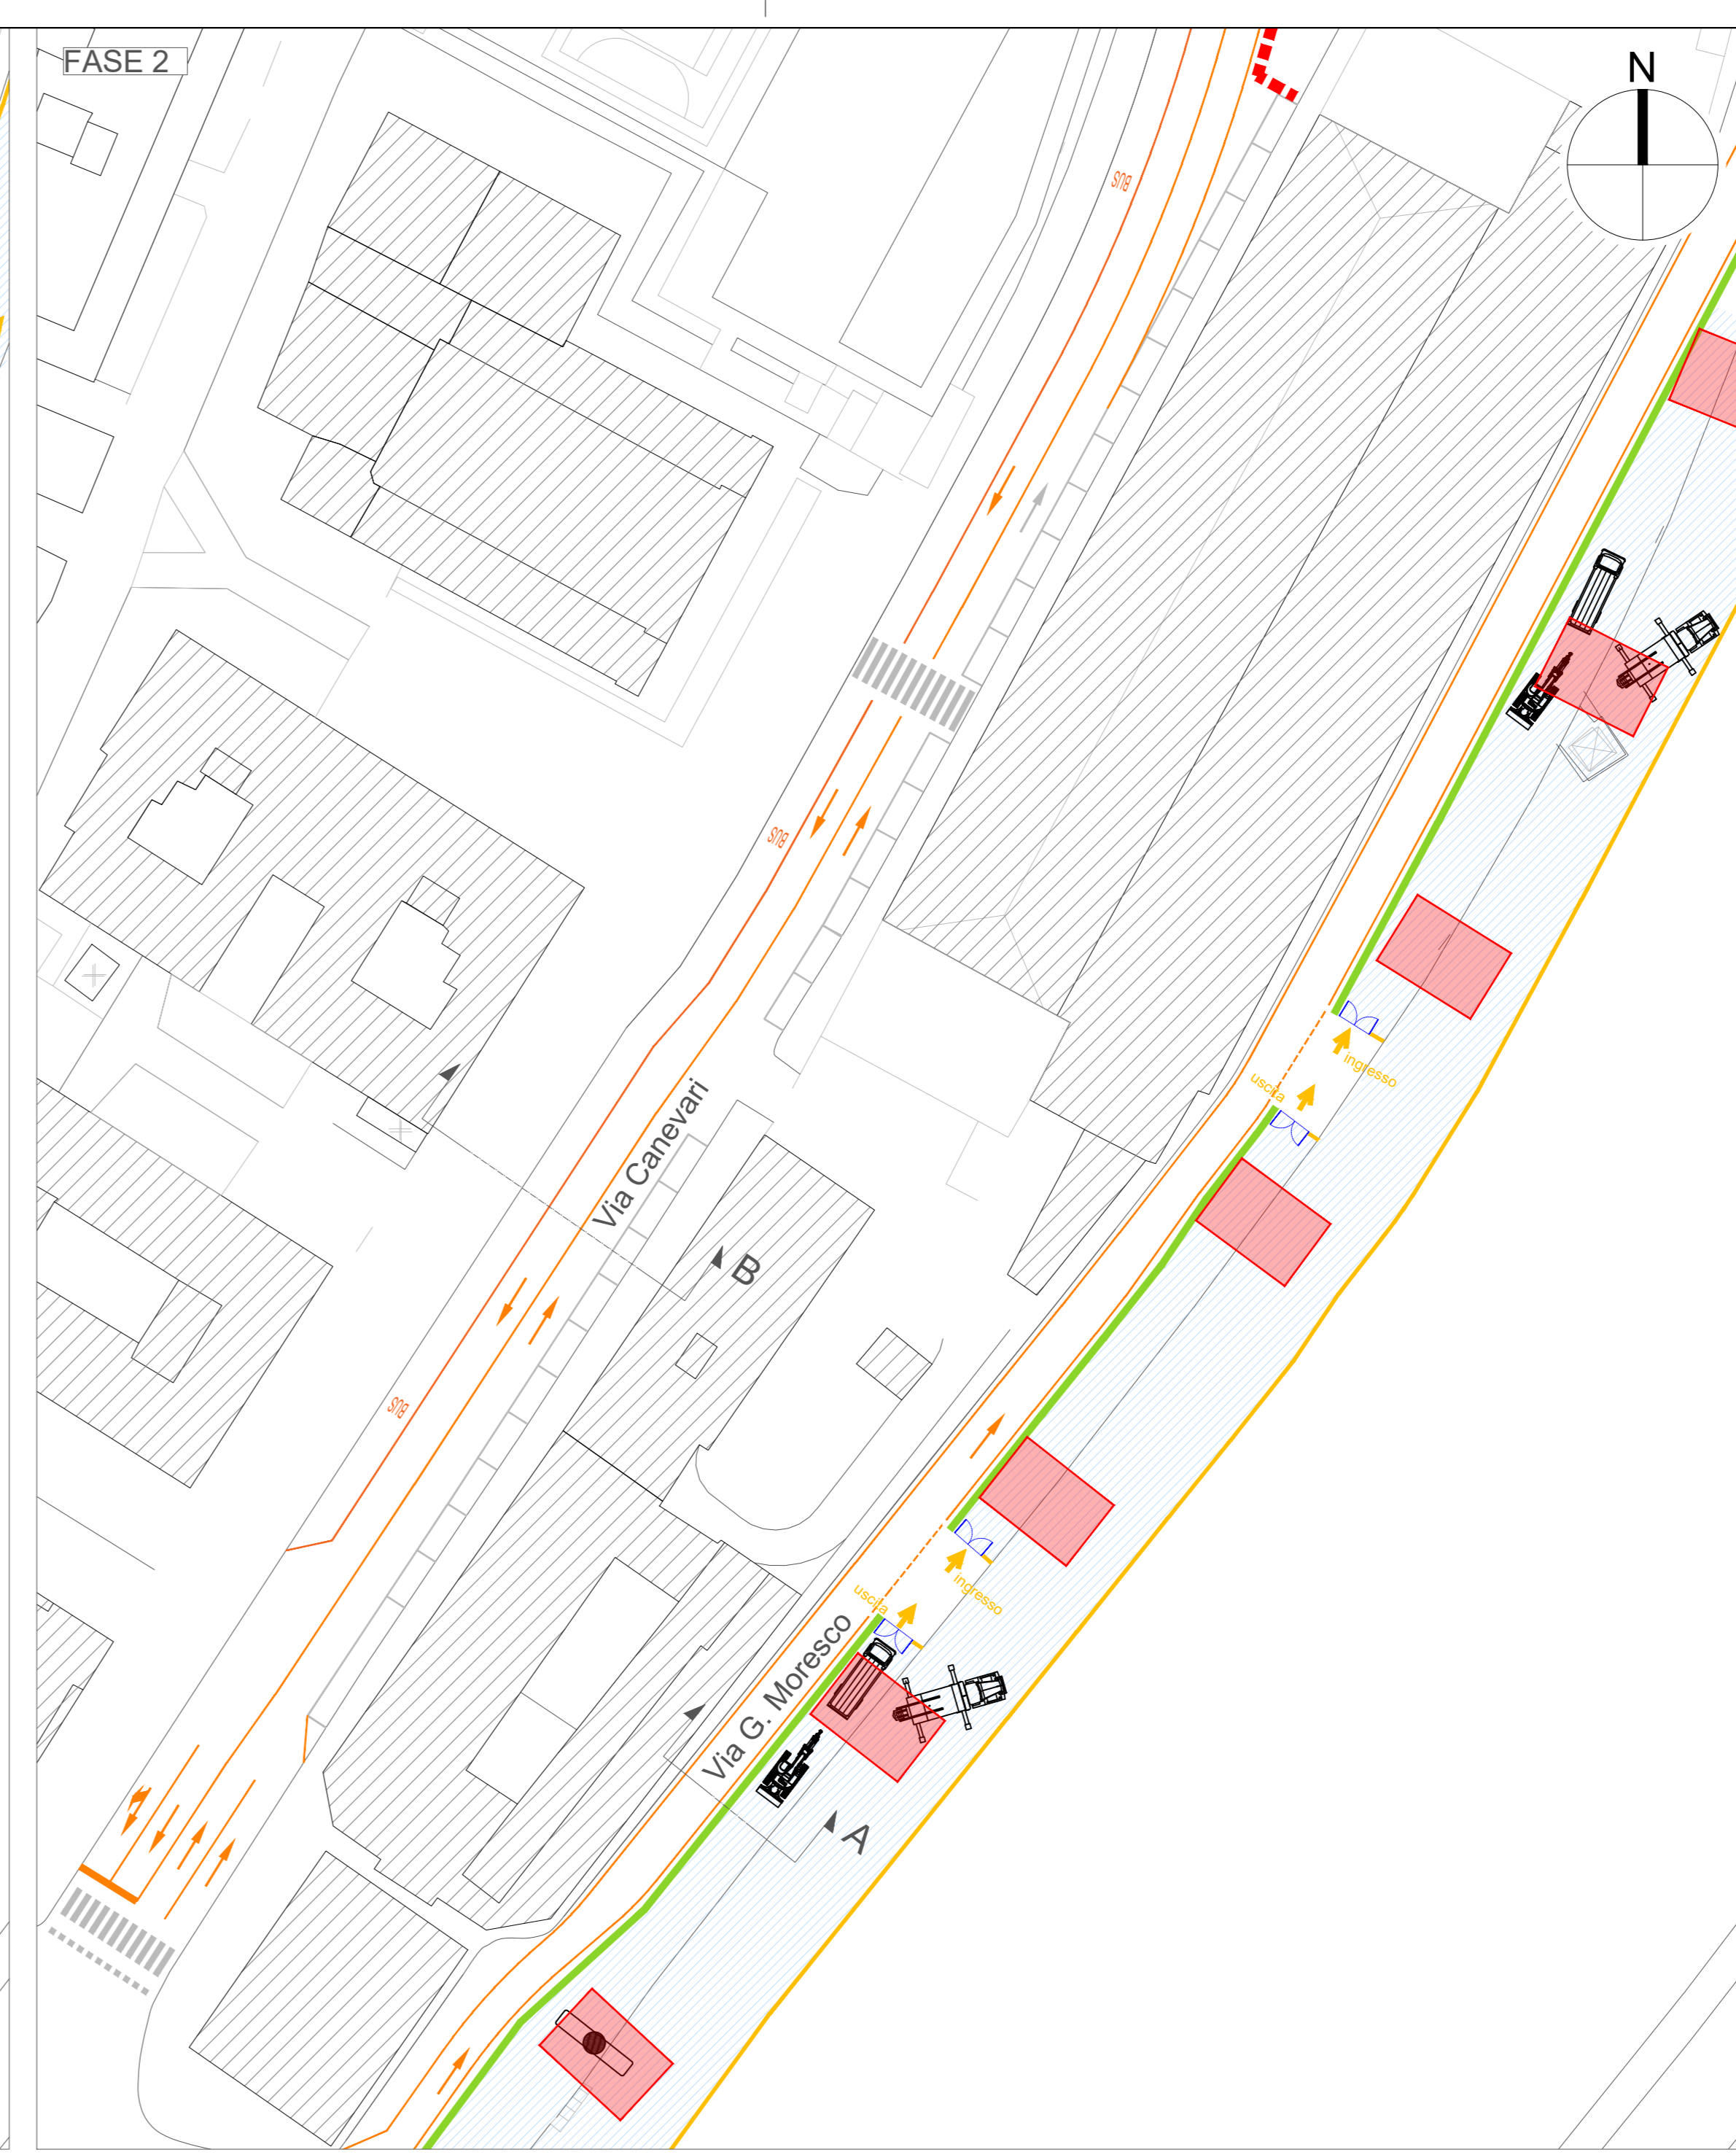 FASE 2
N
BUS
BUS
ingresso
uscita
Via Canevari
B
BUS
ingresso
uscita
Via G. Moresco
A